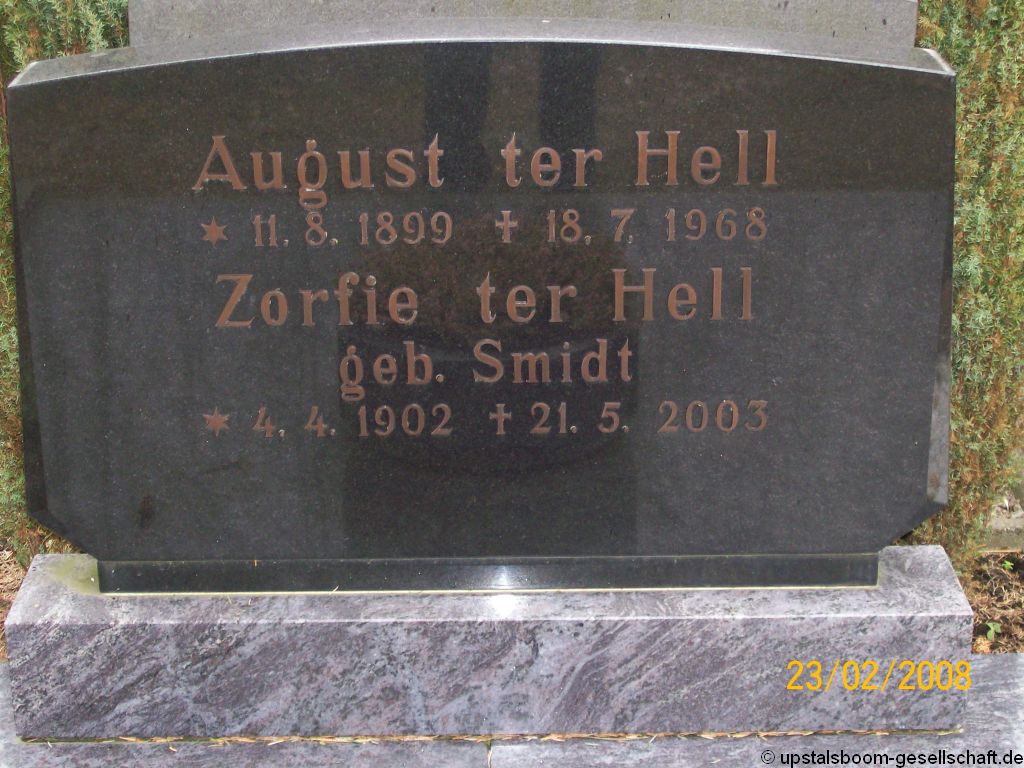 August ter Hell
* 11. 8. 1899 † 18. 7. 1968
Zorfie ter Hell
geb. Smidt
* 4. 4. 1902 † 21. 5. 2003
23/02/2008
© upstalsboom-gesellschaft.de